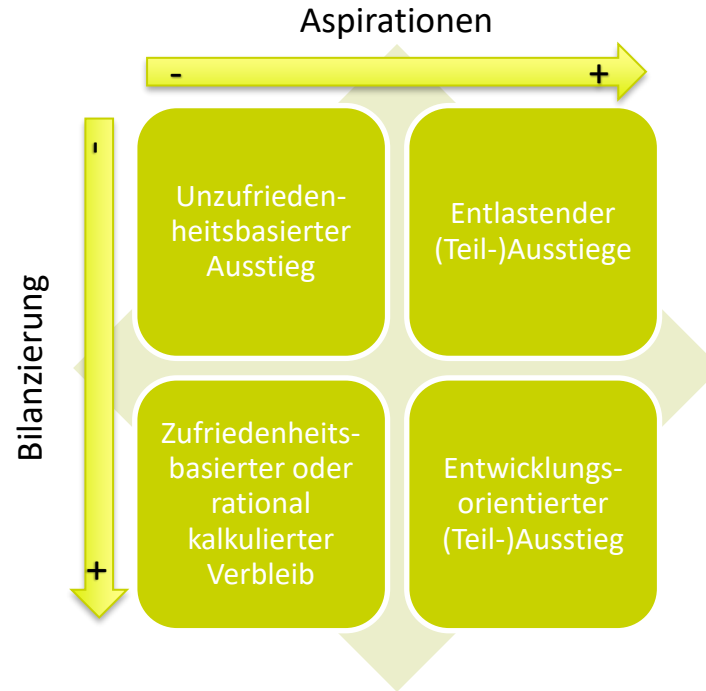 Aspirationen
- +
-
Unzufrieden-
heitsbasierter
Ausstieg
Entlastender
(Teil-)Ausstiege
Bilanzierung
Zufriedenheits-
basierter oder
rational
kalkulierter
Verbleib
Entwicklungs-
orientierter
(Teil-)Ausstieg
+